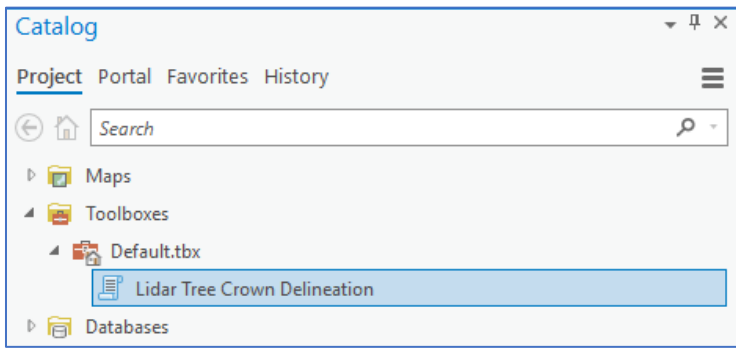 Catalog
Project Portal Favorites History
Search
Maps
Toolboxes
Default.tbx
Lidar Tree Crown Delineation
Databases